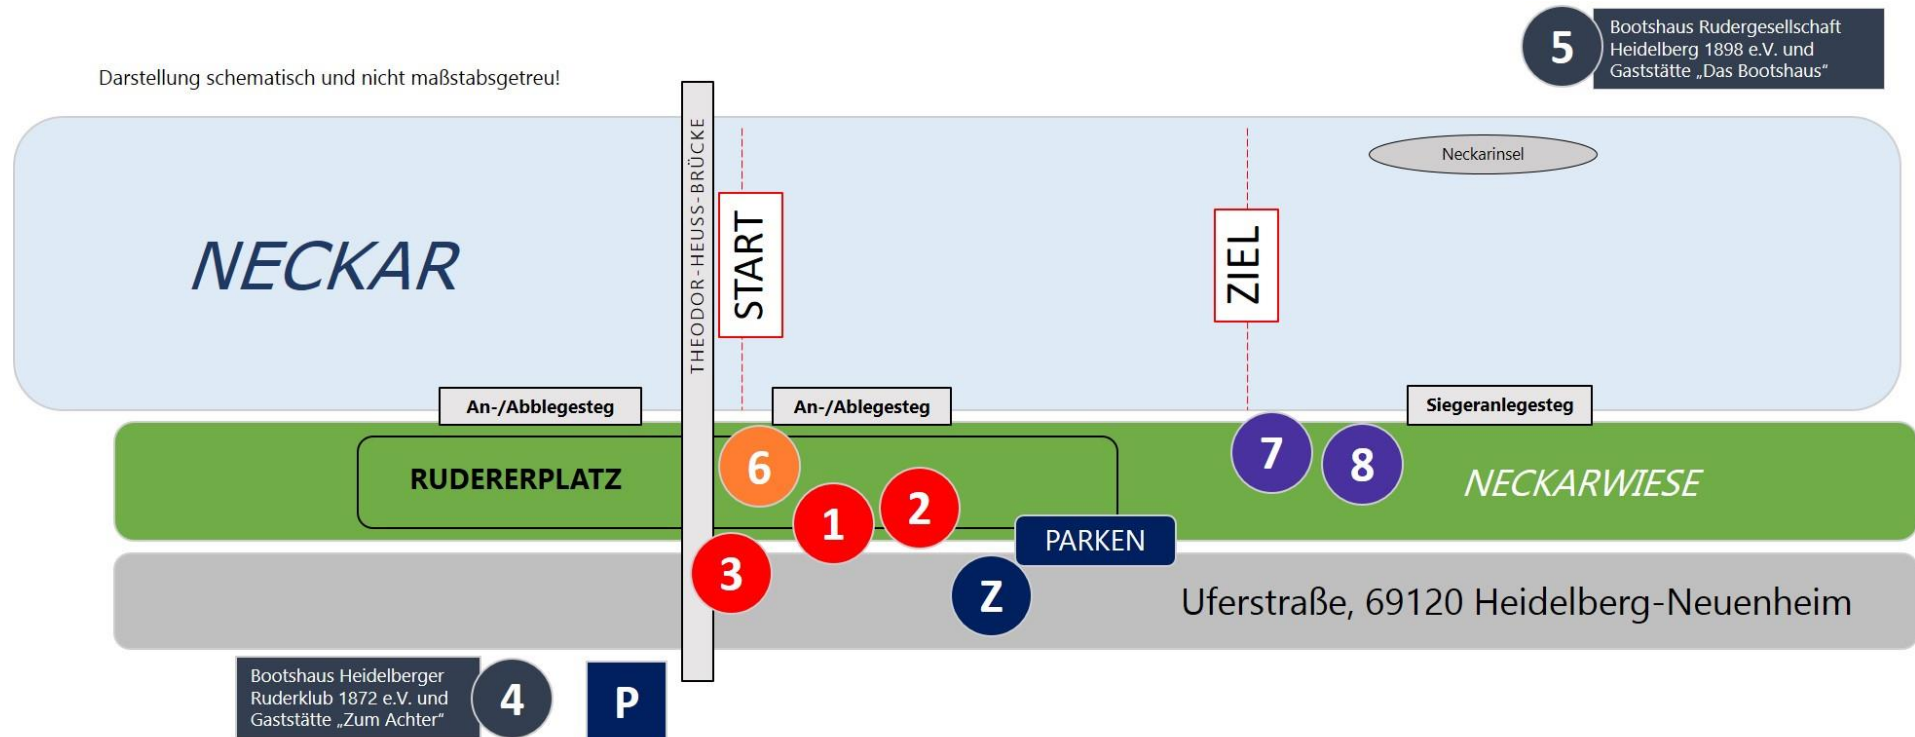 5
Bootshaus Rudergesellschaft
Heidelberg 1898 e.V. und
Gaststätte „Das Bootshaus“
Darstellung schematisch und nicht maßstabsgetreu!
THEODOR-HEUSS-BRÜCKE
Neckarinsel
NECKAR
START
ZIEL
An-/Abblegesteg
An-/Ablegesteg
Siegeranlegesteg
RUDERERPLATZ
6
7
8
NECKARWIESE
1
2
PARKEN
3
Z
Uferstraße, 69120 Heidelberg-Neuenheim
Bootshaus Heidelberger
Ruderklub 1872 e.V. und
Gaststätte „Zum Achter“
4
P